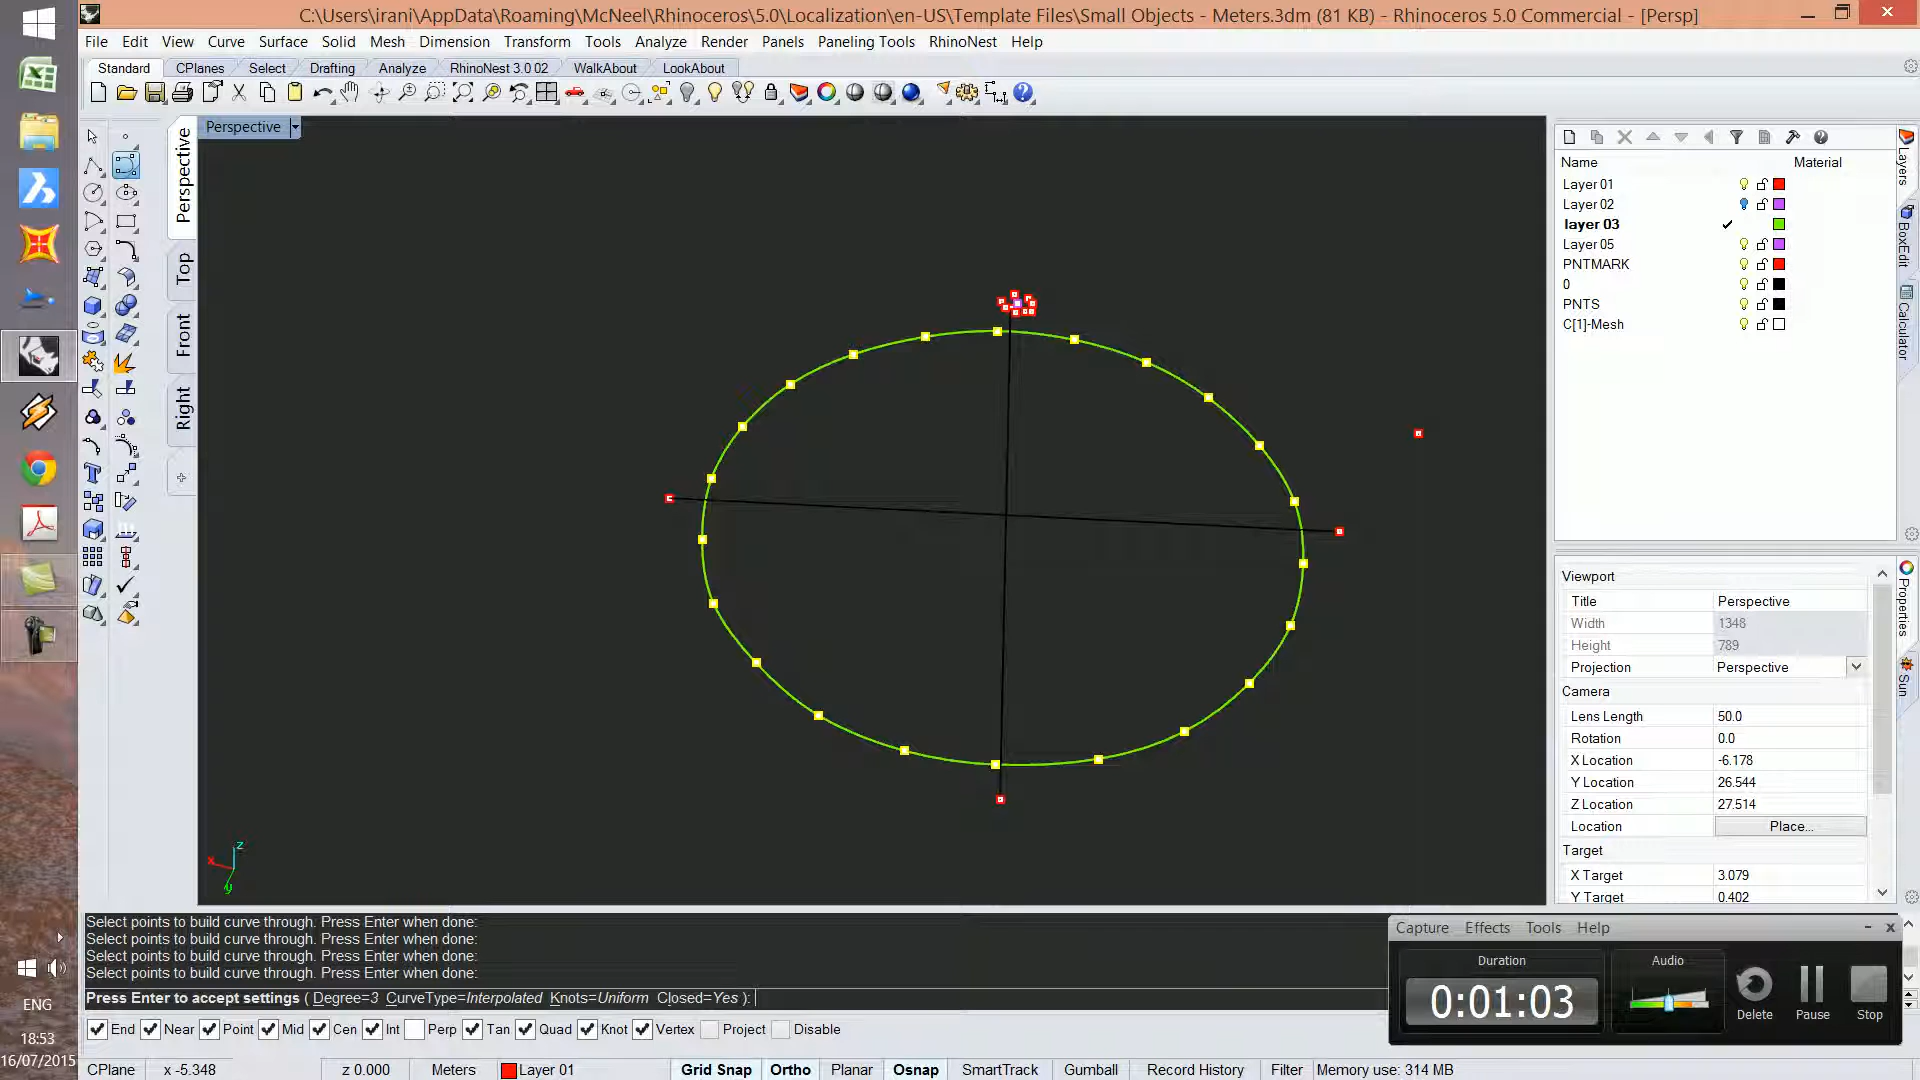 C:\Users\irani\AppData\Roaming\McNeel\Rhinoceros\5.0\Localization\en-US\Template Files\Small Objects - Meters.3dm (81 KB) - Rhinoceros 5.0 Commercial - [Persp]
File Edit View Curve Surface Solid Mesh Dimension Transform Tools Analyze Render Panels Paneling Tools RhinoNest Help
Standard CPlanes Select Drafting Analyze RhinoNest 3.0 02 WalkAbout LookAbout
Perspective
Perspective
Top
Front
Right
Name Material
Layer 01
Layer 02
layer 03
Layer 05
PNTMARK
0
PNTS
C[1]-Mesh
Layers
BoxEdit
Calculator
Viewport
Title Perspective
Width 1348
Height 789
Projection Perspective
Camera
Lens Length 50.0
Rotation 0.0
X Location -6.178
Y Location 26.544
Z Location 27.514
Location Place...
Target
X Target 3.079
Y Target 0.402
Properties
Sun
z
x
y
Select points to build curve through. Press Enter when done:
Select points to build curve through. Press Enter when done:
Select points to build curve through. Press Enter when done:
Select points to build curve through. Press Enter when done:
Press Enter to accept settings ( Degree=3 CurveType=Interpolated Knots=Uniform Closed=Yes ):
End Near Point Mid Cen Int Perp Tan Quad Knot Vertex Project Disable
CPlane x -5.348 z 0.000 Meters Layer 01 Grid Snap Ortho Planar Osnap SmartTrack Gumball Record History Filter Memory use: 314 MB
Capture Effects Tools Help
Duration Audio
0:01:03
Delete Pause Stop
ENG
18:53
16/07/2015